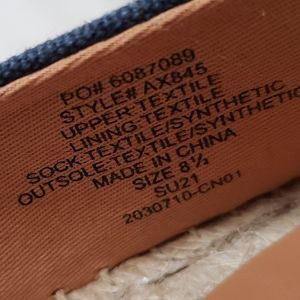 PO# 6087089
STYLE# AX845
UPPER-TEXTILE
LINING-TEXTILE
SOCK-TEXTILE/SYNTHETIC
OUTSOLE-TEXTILE/SYNTHETIC
MADE IN CHINA
SIZE 8½
SU21
2030710-CN01